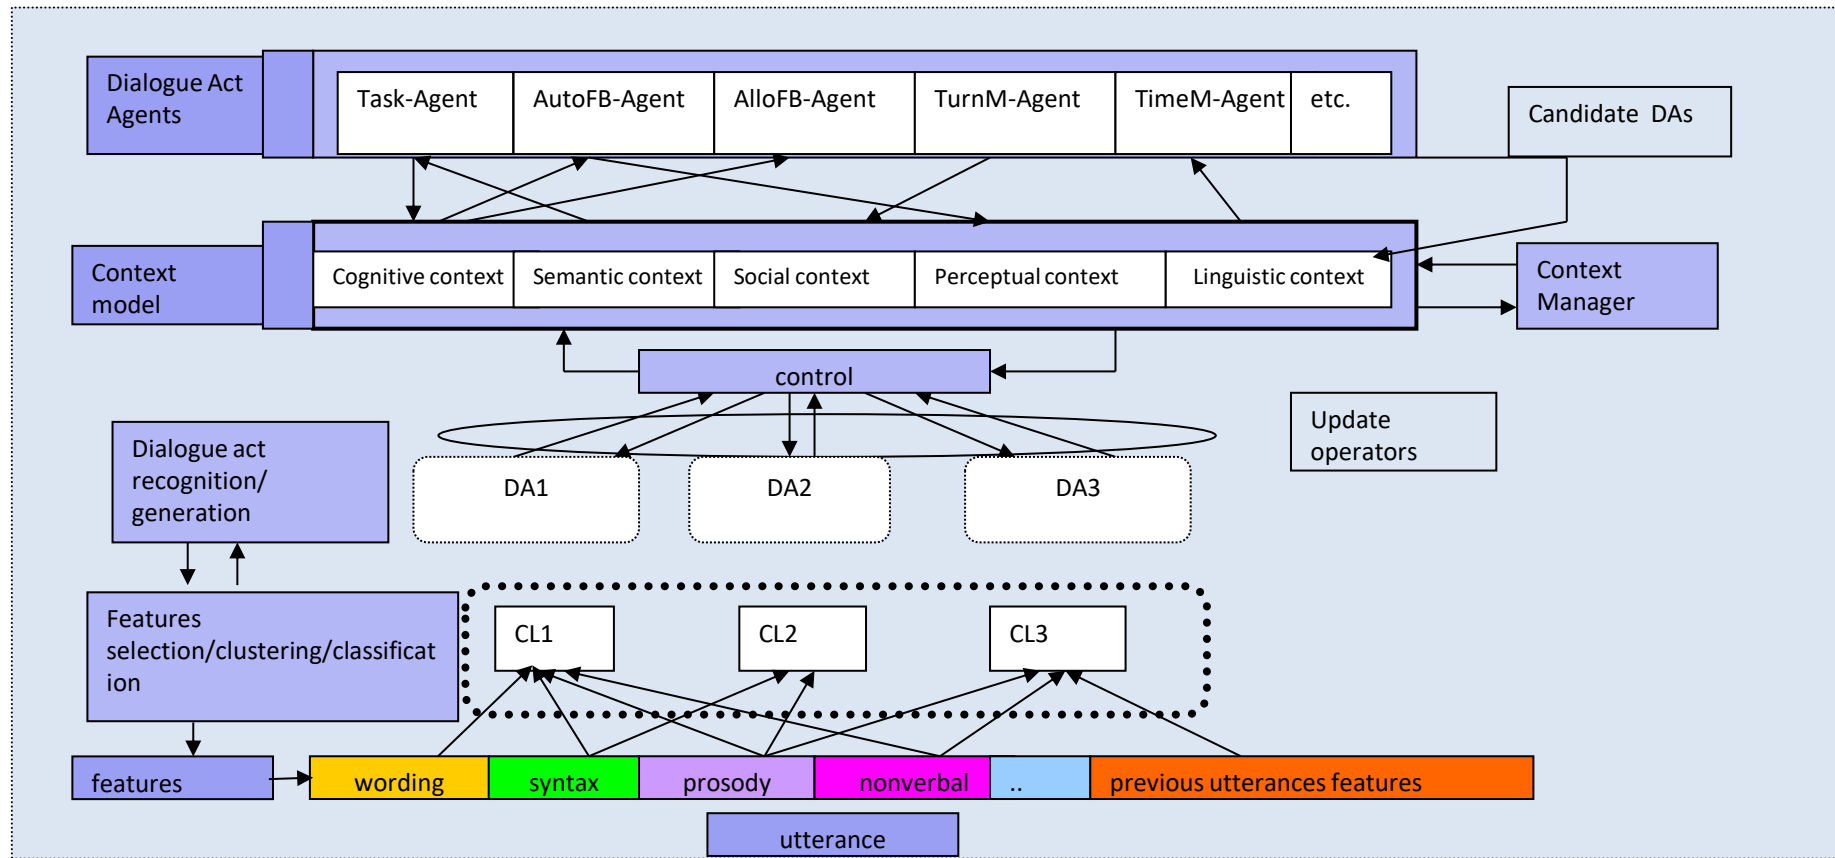 Dialogue Act
Agents
Task-Agent
AutoFB-Agent
AlloFB-Agent
TurnM-Agent
TimeM-Agent
etc.
Candidate DAs
Context
model
Cognitive context
Semantic context
Social context
Perceptual context
Linguistic context
Context
Manager
control
Update
operators
Dialogue act
recognition/
generation
DA1
DA2
DA3
Features
selection/clustering/classificat
ion
CL1
CL2
CL3
features
wording
syntax
prosody
nonverbal
..
previous utterances features
utterance